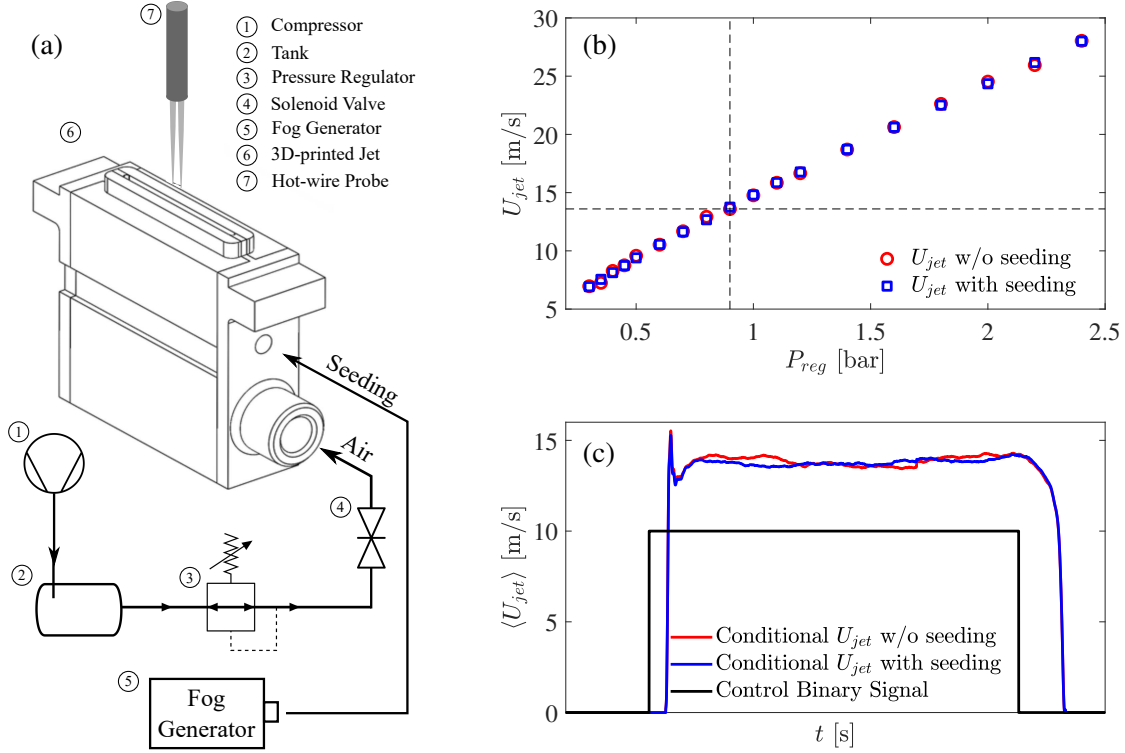 (a)
⑦
① Compressor
② Tank
③ Pressure Regulator
④ Solenoid Valve
⑤ Fog Generator
⑥ 3D-printed Jet
⑦ Hot-wire Probe
⑥
Seeding
Air
①
④
②
③
⑤
Fog
Generator
(b)
30
25
20
15
10
5
U_jet [m/s]
U_jet w/o seeding
U_jet with seeding
0.5 1 1.5 2 2.5
P_reg [bar]
(c)
15
10
5
0
⟨U_jet⟩ [m/s]
Conditional U_jet w/o seeding
Conditional U_jet with seeding
Control Binary Signal
t [s]